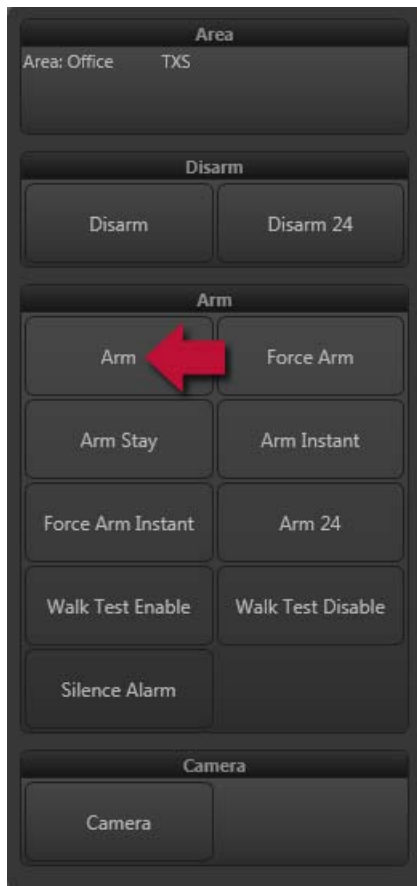 Area
Area: Office TXS
Disarm
Disarm Disarm 24
Arm
Arm Force Arm
Arm Stay Arm Instant
Force Arm Instant Arm 24
Walk Test Enable Walk Test Disable
Silence Alarm
Camera
Camera